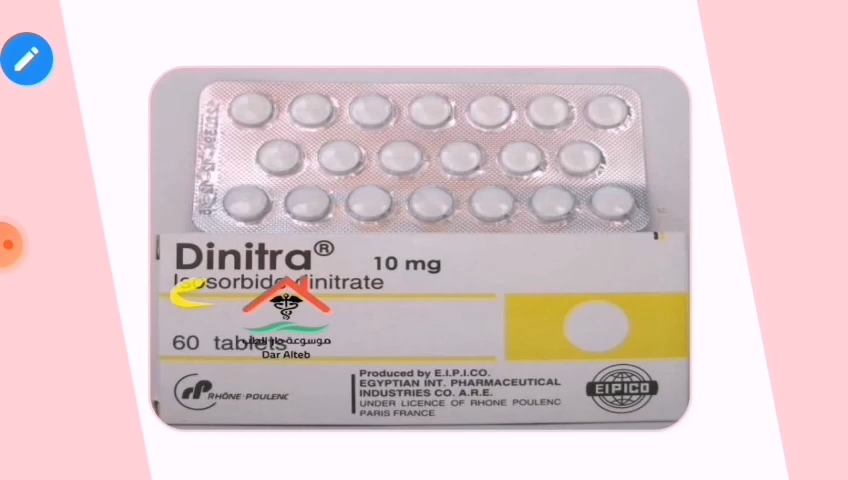 Dinitra® 10 mg
Isosorbide dinitrate
60 tablets
موسوعة دار الطب
Dar Alteb
RHÔNE POULENC
Produced by E.I.P.I.CO.
EGYPTIAN INT. PHARMACEUTICAL
INDUSTRIES CO. A.R.E.
UNDER LICENCE OF RHONE POULENC
PARIS FRANCE
EIPICO